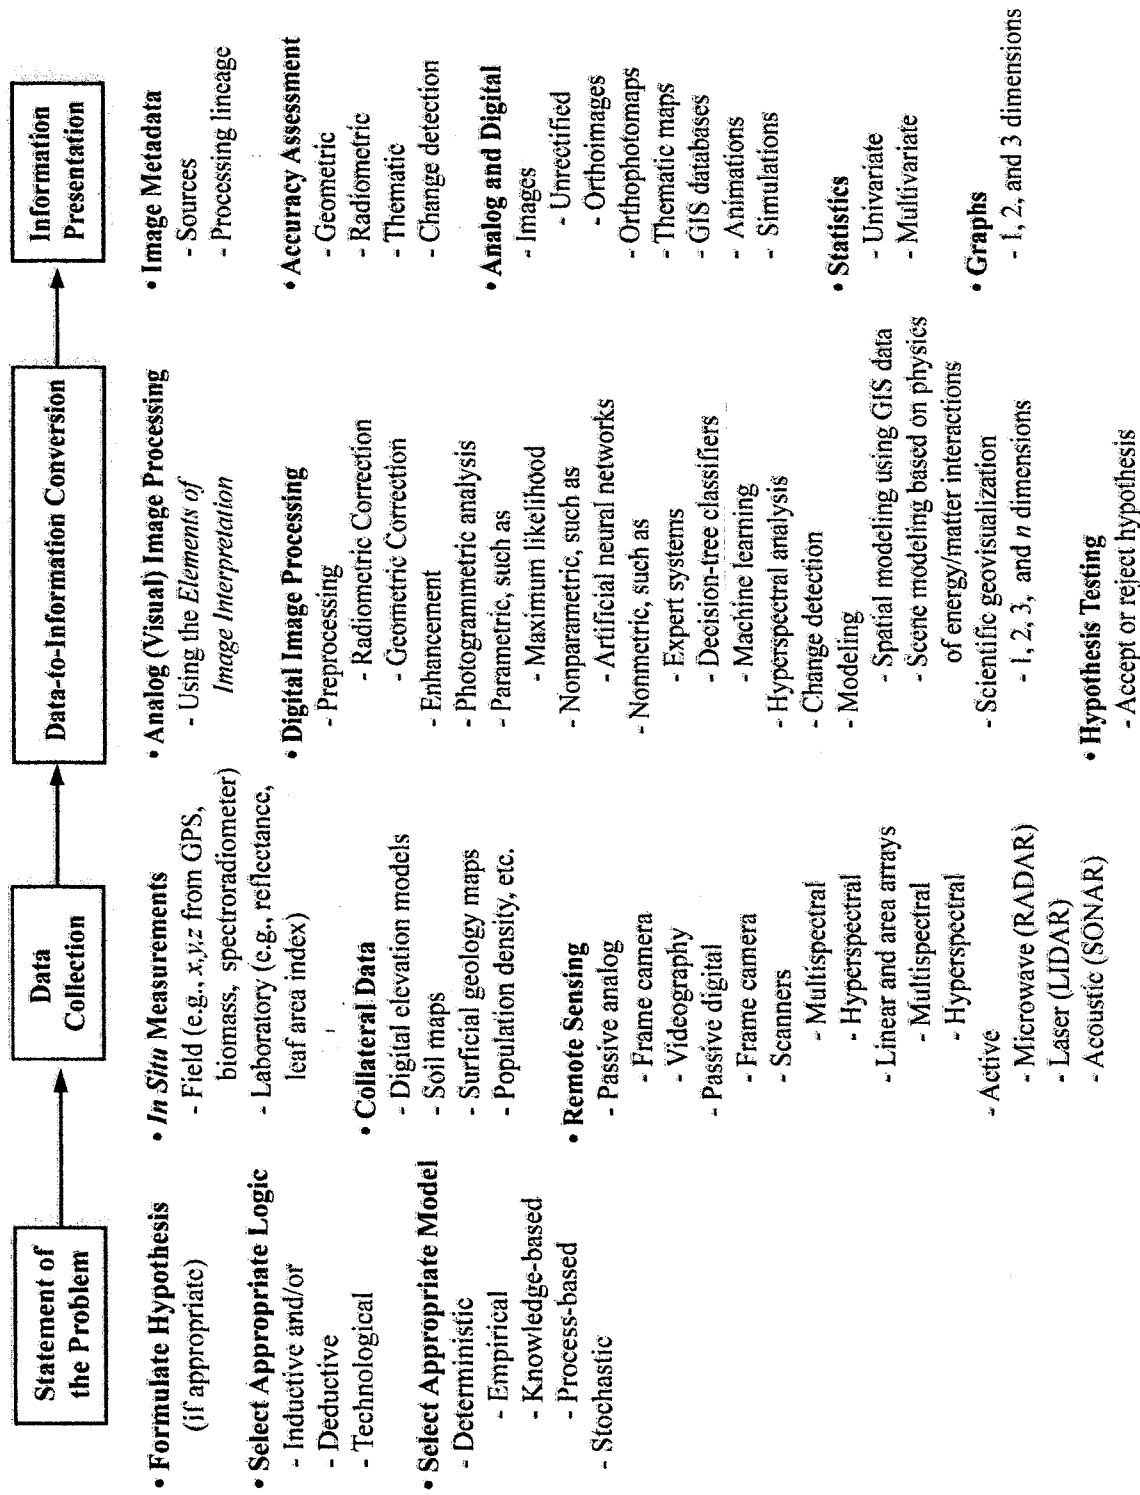 Statement of
the Problem
Data
Collection
Data-to-Information Conversion
Information
Presentation
• Formulate Hypothesis
(if appropriate)
• Select Appropriate Logic
- Inductive and/or
- Deductive
- Technological
• Select Appropriate Model
- Deterministic
- Empirical
- Knowledge-based
- Process-based
- Stochastic
• In Situ Measurements
- Field (e.g., x,y,z from GPS,
biomass, spectroradiometer)
- Laboratory (e.g., reflectance,
leaf area index)
• Collateral Data
- Digital elevation models
- Soil maps
- Surficial geology maps
- Population density, etc.
• Remote Sensing
- Passive analog
- Frame camera
- Videography
- Passive digital
- Frame camera
- Scanners
- Multispectral
- Hyperspectral
- Linear and area arrays
- Multispectral
- Hyperspectral
- Active
- Microwave (RADAR)
- Laser (LIDAR)
- Acoustic (SONAR)
• Analog (Visual) Image Processing
- Using the Elements of
Image Interpretation
• Digital Image Processing
- Preprocessing
- Radiometric Correction
- Geometric Correction
- Enhancement
- Photogrammetric analysis
- Parametric, such as
- Maximum likelihood
- Nonparametric, such as
- Artificial neural networks
- Nonmetric, such as
- Expert systems
- Decision-tree classifiers
- Machine learning
- Hyperspectral analysis
- Change detection
- Modeling
- Spatial modeling using GIS data
- Scene modeling based on physics
of energy/matter interactions
- Scientific geovisualization
- 1, 2, 3, and n dimensions
• Hypothesis Testing
- Accept or reject hypothesis
• Image Metadata
- Sources
- Processing lineage
• Accuracy Assessment
- Geometric
- Radiometric
- Thematic
- Change detection
• Analog and Digital
- Images
- Unrectified
- Orthoimages
- Orthophotomaps
- Thematic maps
- GIS databases
- Animations
- Simulations
• Statistics
- Univariate
- Multivariate
• Graphs
- 1, 2, and 3 dimensions